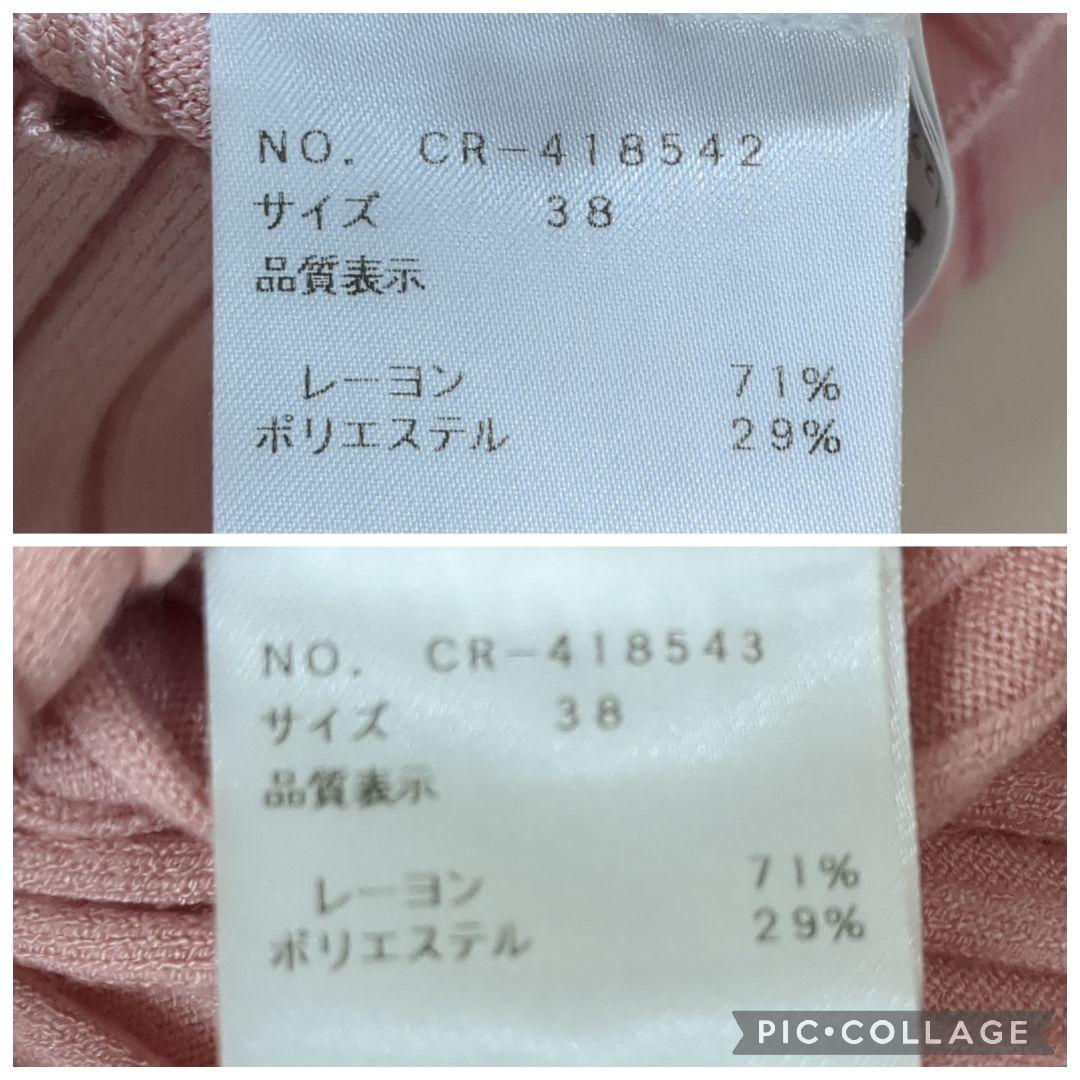 NO. CR-418542
サイズ 38
品質表示
レーヨン 71%
ポリエステル 29%
NO. CR-418543
サイズ 38
品質表示
レーヨン 71%
ポリエステル 29%
PIC•COLLAGE